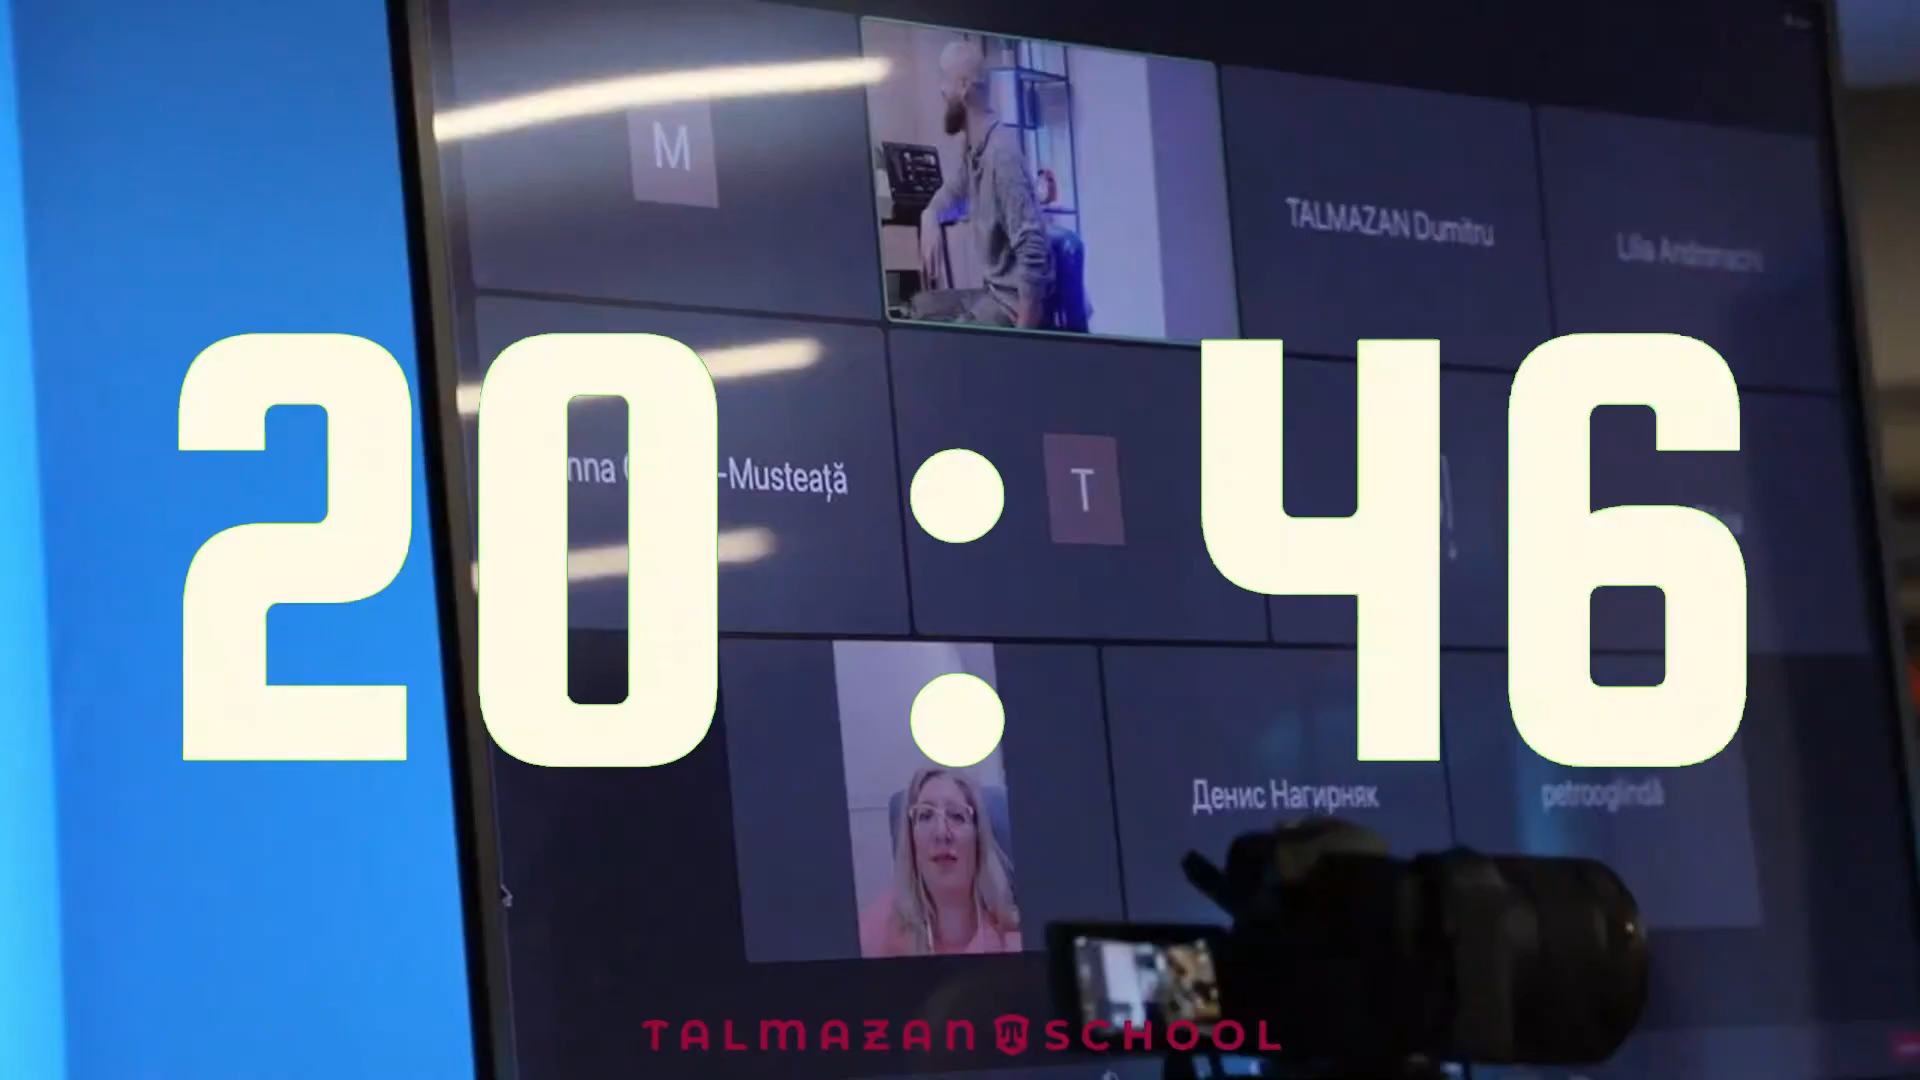 M
TALMAZAN Dumitru
20:46
-Musteață
T
Денис Нагирняк
petrooglindă
TALMAZAN SCHOOL